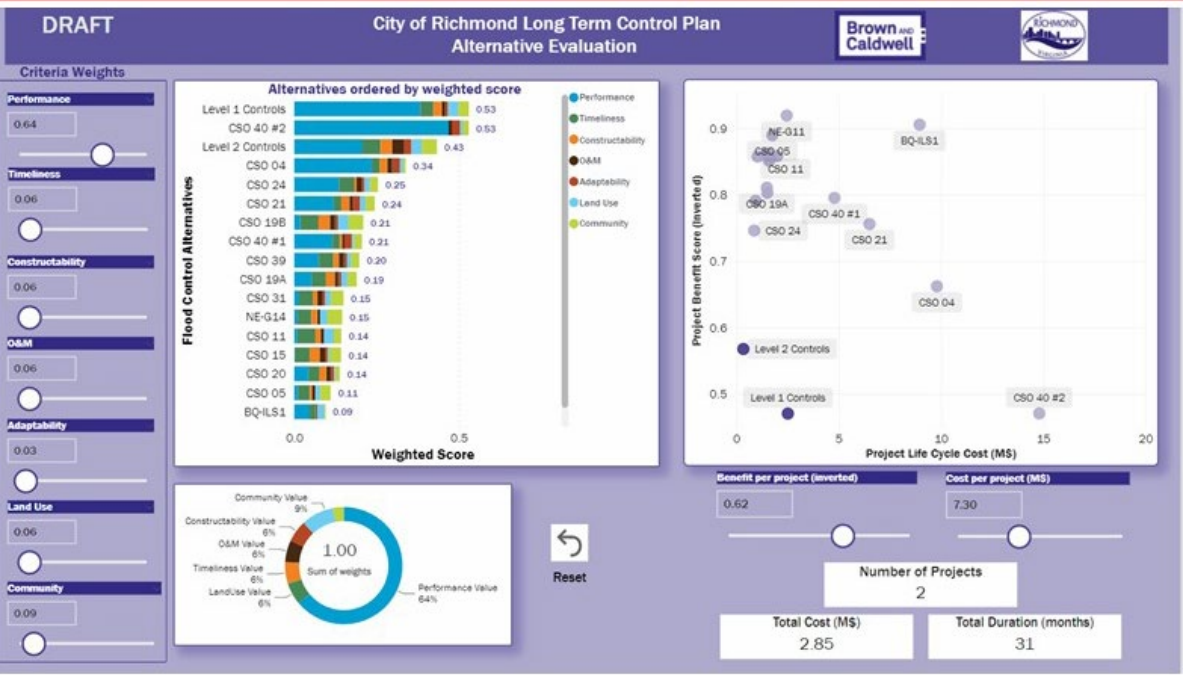 DRAFT
City of Richmond Long Term Control Plan
Alternative Evaluation
Brown AND
Caldwell
RICHMOND
VIRGINIA
Criteria Weights
Performance
0.64
Timeliness
0.06
Constructability
0.06
O&M
0.06
Adaptability
0.03
Land Use
0.06
Community
0.09
Alternatives ordered by weighted score
Flood Control Alternatives
Level 1 Controls 0.53
CSO 40 #2 0.53
Level 2 Controls 0.43
CSO 04 0.34
CSO 24 0.25
CSO 21 0.24
CSO 19B 0.21
CSO 40 #1 0.21
CSO 39 0.20
CSO 19A 0.19
CSO 31 0.15
NE-G14 0.15
CSO 11 0.14
CSO 15 0.14
CSO 20 0.14
CSO 05 0.11
BQ-ILS1 0.09
0.0 0.5
Weighted Score
Performance
Timeliness
Constructability
O&M
Adaptability
Land Use
Community
Project Benefit Score (Inverted)
0.9
0.8
0.7
0.6
0.5
NE-G11
BQ-ILS1
CSO 05
CSO 11
CSO 19A
CSO 40 #1
CSO 24
CSO 21
CSO 04
Level 2 Controls
Level 1 Controls
CSO 40 #2
0 5 10 15 20
Project Life Cycle Cost (M$)
Community Value
9%
Constructability Value
6%
O&M Value
6%
Timeliness Value
6%
LandUse Value
6%
1.00
Sum of weights
Performance Value
64%
Reset
Benefit per project (inverted)
0.62
Cost per project (M$)
7.30
Number of Projects
2
Total Cost (M$)
2.85
Total Duration (months)
31